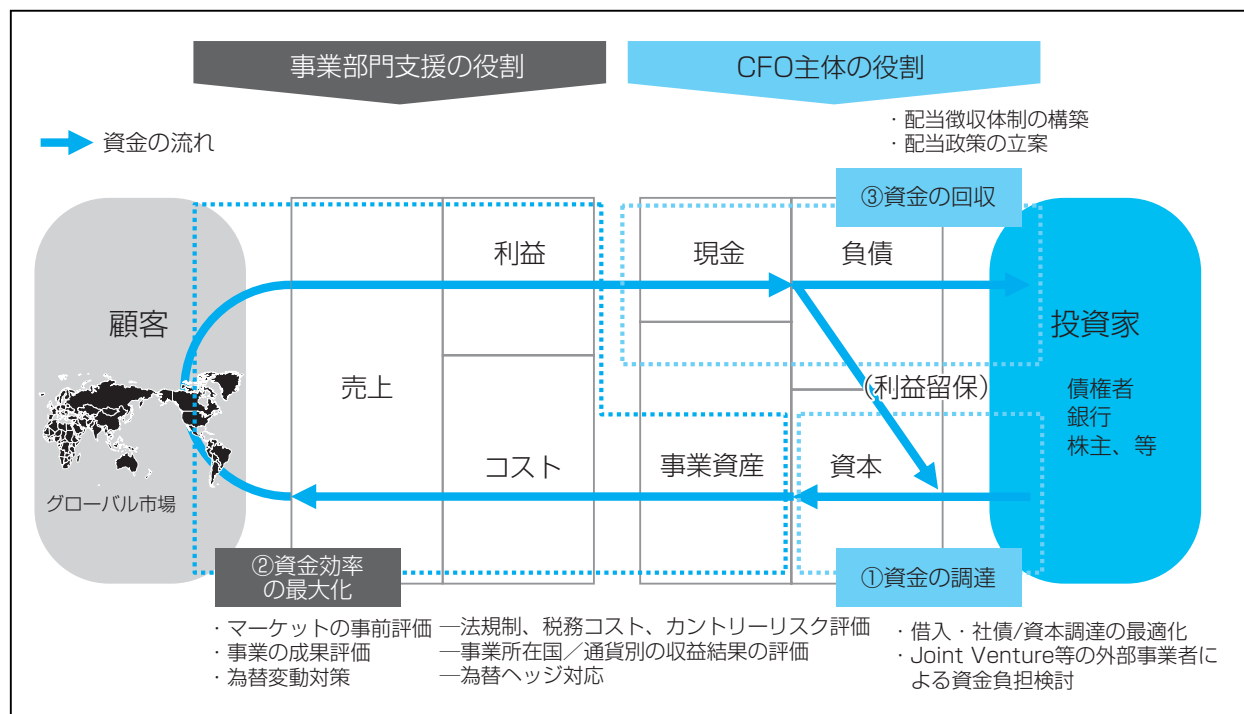 事業部門支援の役割
CFO主体の役割
・配当徴収体制の構築
・配当政策の立案
資金の流れ
③資金の回収
利益
現金
負債
顧客
投資家
売上
(利益留保)
債権者
銀行
株主、等
コスト
事業資産
資本
グローバル市場
②資金効率
の最大化
①資金の調達
・マーケットの事前評価
―法規制、税務コスト、カントリーリスク評価
・事業の成果評価
―事業所在国／通貨別の収益結果の評価
・為替変動対策
―為替ヘッジ対応
・借入・社債/資本調達の最適化
・Joint Venture等の外部事業者に
よる資金負担検討